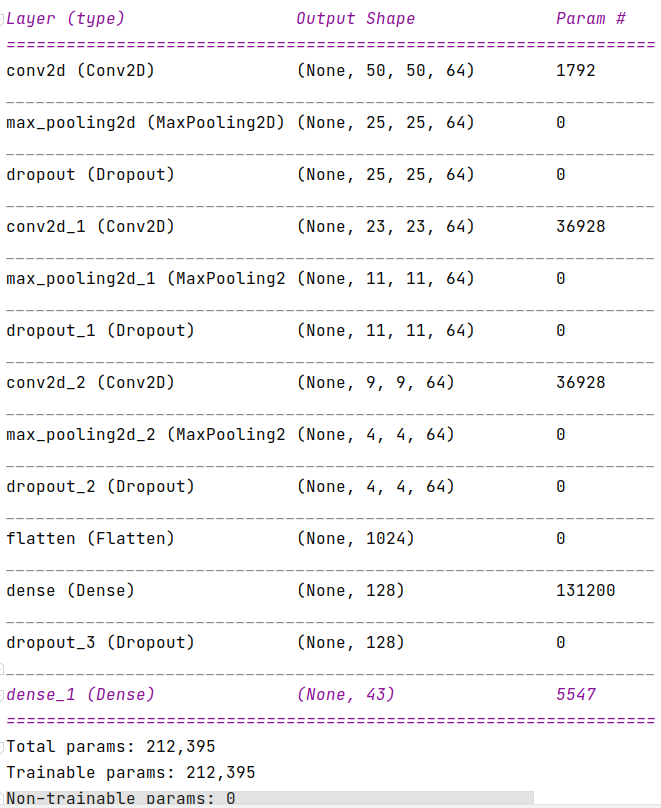 Layer (type)                 Output Shape              Param #
=================================================================
conv2d (Conv2D)              (None, 50, 50, 64)        1792
_________________________________________________________________
max_pooling2d (MaxPooling2D) (None, 25, 25, 64)        0
_________________________________________________________________
dropout (Dropout)            (None, 25, 25, 64)        0
_________________________________________________________________
conv2d_1 (Conv2D)            (None, 23, 23, 64)        36928
_________________________________________________________________
max_pooling2d_1 (MaxPooling2 (None, 11, 11, 64)        0
_________________________________________________________________
dropout_1 (Dropout)          (None, 11, 11, 64)        0
_________________________________________________________________
conv2d_2 (Conv2D)            (None, 9, 9, 64)          36928
_________________________________________________________________
max_pooling2d_2 (MaxPooling2 (None, 4, 4, 64)          0
_________________________________________________________________
dropout_2 (Dropout)          (None, 4, 4, 64)          0
_________________________________________________________________
flatten (Flatten)            (None, 1024)              0
_________________________________________________________________
dense (Dense)                (None, 128)               131200
_________________________________________________________________
dropout_3 (Dropout)          (None, 128)               0
_________________________________________________________________
dense_1 (Dense)              (None, 43)                5547
=================================================================
Total params: 212,395
Trainable params: 212,395
Non-trainable params: 0